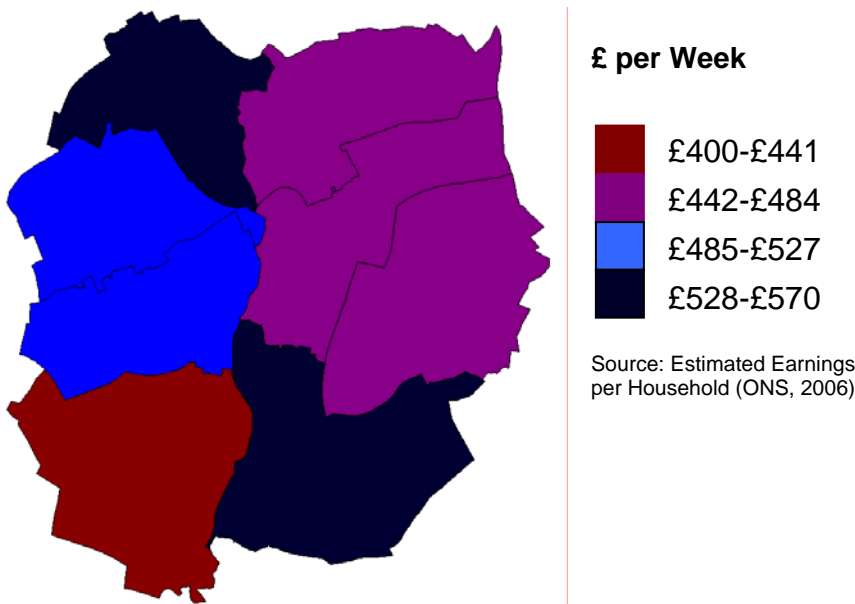 £ per Week
£400-£441
£442-£484
£485-£527
£528-£570
Source: Estimated Earnings
per Household (ONS, 2006)